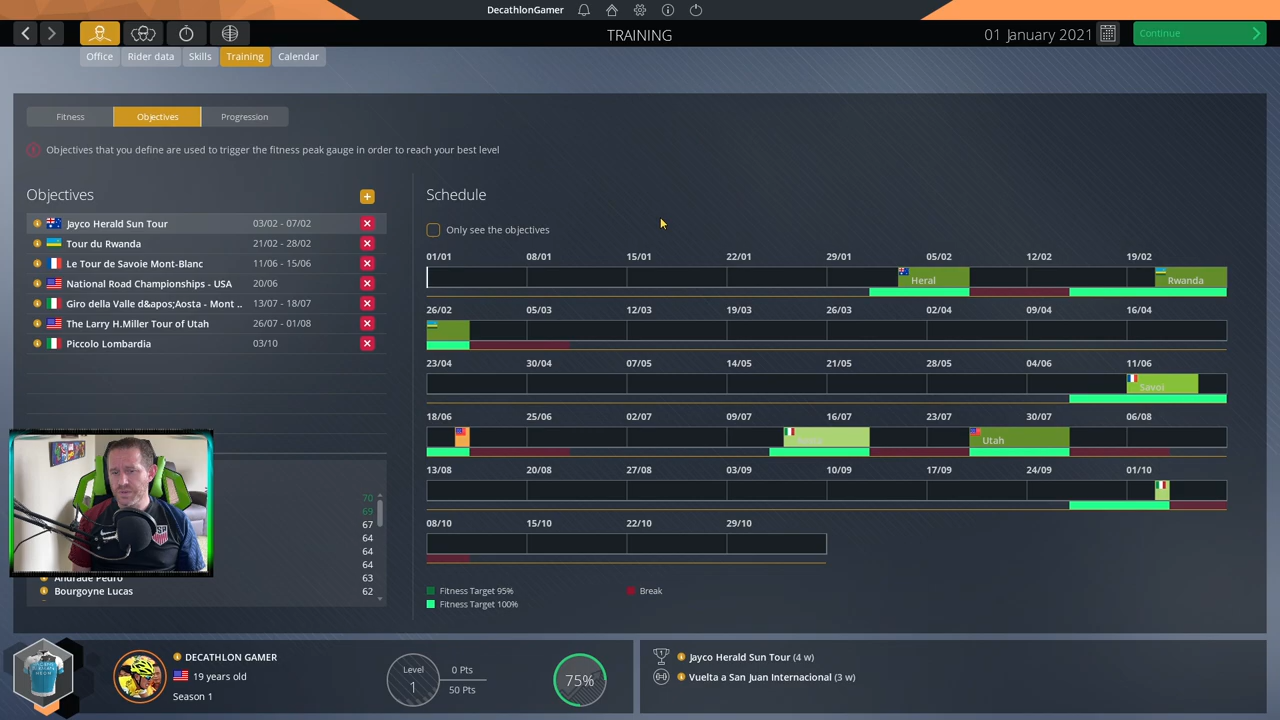 DecathlonGamer
TRAINING
01 January 2021
Continue
Office
Rider data
Skills
Training
Calendar
Fitness
Objectives
Progression
Objectives that you define are used to trigger the fitness peak gauge in order to reach your best level
Objectives
+
Jayco Herald Sun Tour 03/02 - 07/02
Tour du Rwanda 21/02 - 28/02
Le Tour de Savoie Mont-Blanc 11/06 - 15/06
National Road Championships - USA 20/06
Giro della Valle d&apos;Aosta - Mont .. 13/07 - 18/07
The Larry H.Miller Tour of Utah 26/07 - 01/08
Piccolo Lombardia 03/10
70
69
67
64
64
64
Andrade Pedro 63
Bourgoyne Lucas 62
Schedule
Only see the objectives
01/01 08/01 15/01 22/01 29/01 05/02 12/02 19/02
Heral Rwanda
26/02 05/03 12/03 19/03 26/03 02/04 09/04 16/04
23/04 30/04 07/05 14/05 21/05 28/05 04/06 11/06
Savoi
18/06 25/06 02/07 09/07 16/07 23/07 30/07 06/08
Utah
13/08 20/08 27/08 03/09 10/09 17/09 24/09 01/10
08/10 15/10 22/10 29/10
Fitness Target 95% Break
Fitness Target 100%
DECATHLON GAMER
19 years old
Season 1
Level
1
0 Pts
50 Pts
75%
Jayco Herald Sun Tour (4 w)
Vuelta a San Juan Internacional (3 w)